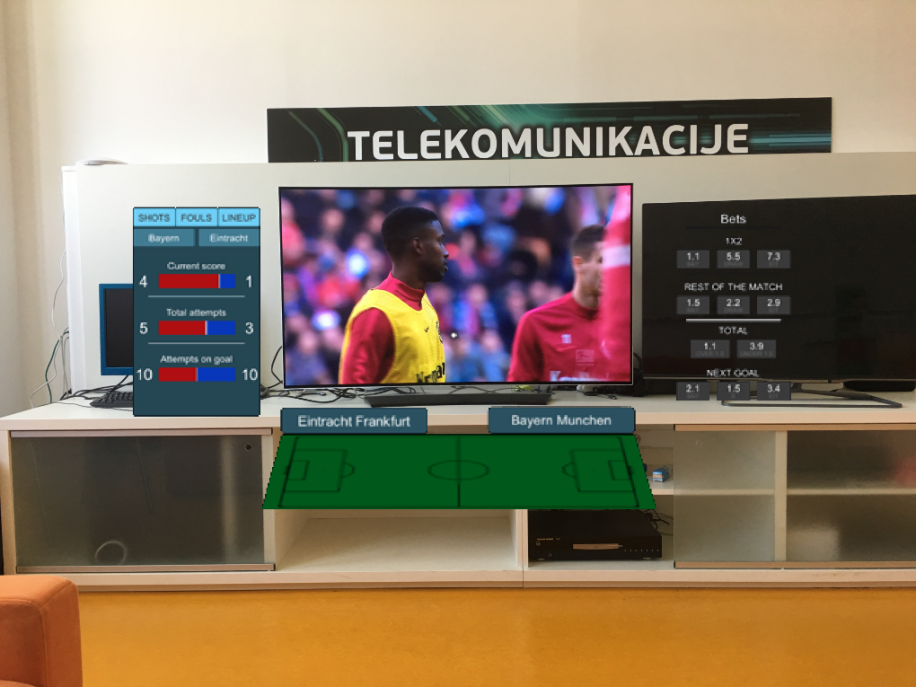 TELEKOMUNIKACIJE
SHOTS FOULS LINEUP
Bayern Eintracht
Current score
4 1
Total attempts
5 3
Attempts on goal
10 10
Eintracht Frankfurt Bayern Munchen
Bets
1X2
1.1 5.5 7.3
REST OF THE MATCH
1.5 2.2 2.9
TOTAL
1.1 3.9
NEXT GOAL
2.1 1.5 3.4